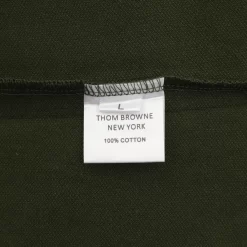 L
THOM BROWNE
NEW YORK
100% COTTON